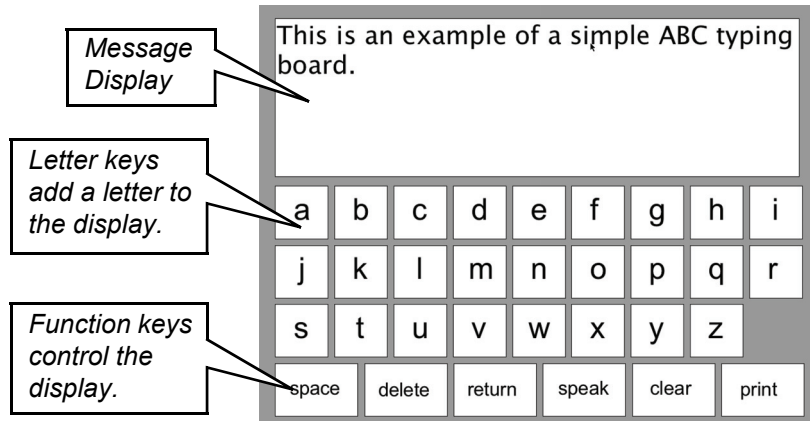 Message
Display
This is an example of a simple ABC typing
board.
Letter keys
add a letter to
the display.
a b c d e f g h i
j k l m n o p q r
s t u v w x y z
Function keys
control the
display.
space delete return speak clear print